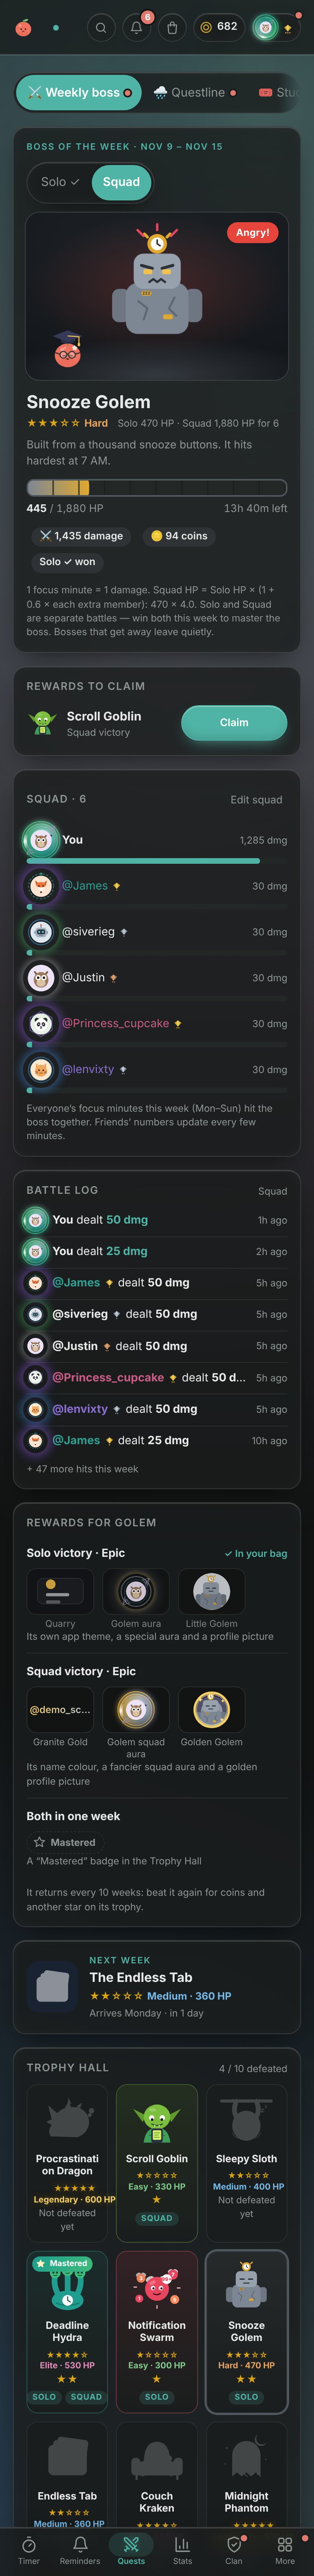 6
682
Weekly boss
Questline
Stu
BOSS OF THE WEEK · NOV 9 – NOV 15
Solo ✓
Squad
Angry!
Snooze Golem
★★★☆☆ Hard Solo 470 HP · Squad 1,880 HP for 6
Built from a thousand snooze buttons. It hits
hardest at 7 AM.
445 / 1,880 HP
13h 40m left
1,435 damage
94 coins
Solo ✓ won
1 focus minute = 1 damage. Squad HP = Solo HP × (1 +
0.6 × each extra member): 470 × 4.0. Solo and Squad
are separate battles — win both this week to master the
boss. Bosses that get away leave quietly.
REWARDS TO CLAIM
Scroll Goblin
Squad victory
Claim
SQUAD · 6
Edit squad
You
1,285 dmg
@James
30 dmg
@siverieg
30 dmg
@Justin
30 dmg
@Princess_cupcake
30 dmg
@lenvixty
30 dmg
Everyone's focus minutes this week (Mon–Sun) hit the
boss together. Friends' numbers update every few
minutes.
BATTLE LOG
Squad
You dealt 50 dmg 1h ago
You dealt 25 dmg 2h ago
@James dealt 50 dmg 5h ago
@siverieg dealt 50 dmg 5h ago
@Justin dealt 50 dmg 5h ago
@Princess_cupcake dealt 50 d... 5h ago
@lenvixty dealt 50 dmg 5h ago
@James dealt 25 dmg 10h ago
+ 47 more hits this week
REWARDS FOR GOLEM
Solo victory · Epic
✓ In your bag
Quarry
Golem aura
Little Golem
Its own app theme, a special aura and a profile picture
Squad victory · Epic
@demo_sc...
Granite Gold
Golem squad
aura
Golden Golem
Its name colour, a fancier squad aura and a golden
profile picture
Both in one week
Mastered
A “Mastered” badge in the Trophy Hall
It returns every 10 weeks: beat it again for coins and
another star on its trophy.
NEXT WEEK
The Endless Tab
★★☆☆☆ Medium · 360 HP
Arrives Monday · in 1 day
TROPHY HALL
4 / 10 defeated
Procrastinati
on Dragon
★★★★★
Legendary · 600 HP
Not defeated
yet
Scroll Goblin
★☆☆☆☆
Easy · 330 HP
★
SQUAD
Sleepy Sloth
★★☆☆☆
Medium · 400 HP
Not defeated
yet
Mastered
Deadline
Hydra
★★★★☆
Elite · 530 HP
★★
SOLO
SQUAD
Notification
Swarm
★☆☆☆☆
Easy · 300 HP
★
SOLO
Snooze
Golem
★★★☆☆
Hard · 470 HP
★★
SOLO
Endless Tab
★★☆☆☆
Medium · 360 HP
Couch
Kraken
Midnight
Phantom
Timer
Reminders
Quests
Stats
Clan
More